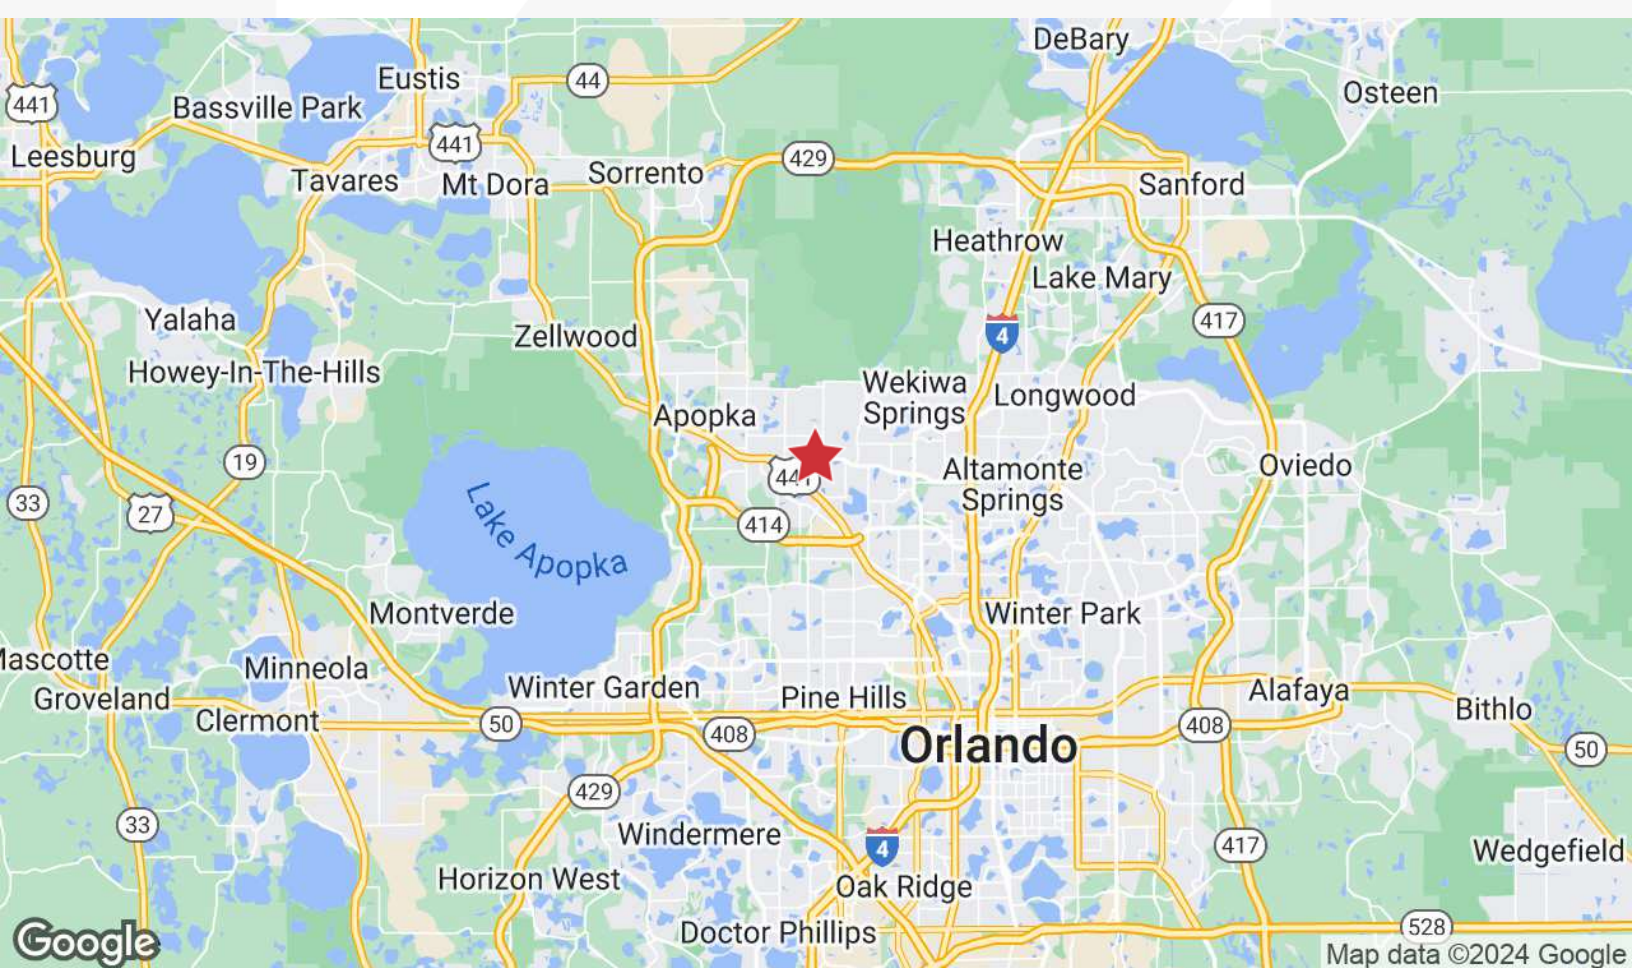 DeBary
Eustis
44
Osteen
441
Bassville Park
441
Leesburg
429
Tavares
Mt Dora
Sorrento
Sanford
Heathrow
Lake Mary
Yalaha
Zellwood
4
417
Howey-In-The-Hills
Wekiwa
Springs
Longwood
Apopka
19
Altamonte
Springs
Oviedo
33
27
Lake Apopka
414
Montverde
Winter Park
Minneola
Groveland
Winter Garden
Pine Hills
Alafaya
Clermont
50
408
Orlando
408
Bithlo
50
429
33
Windermere
4
417
Wedgefield
Horizon West
Oak Ridge
Doctor Phillips
528
Google
Map data ©2024 Google